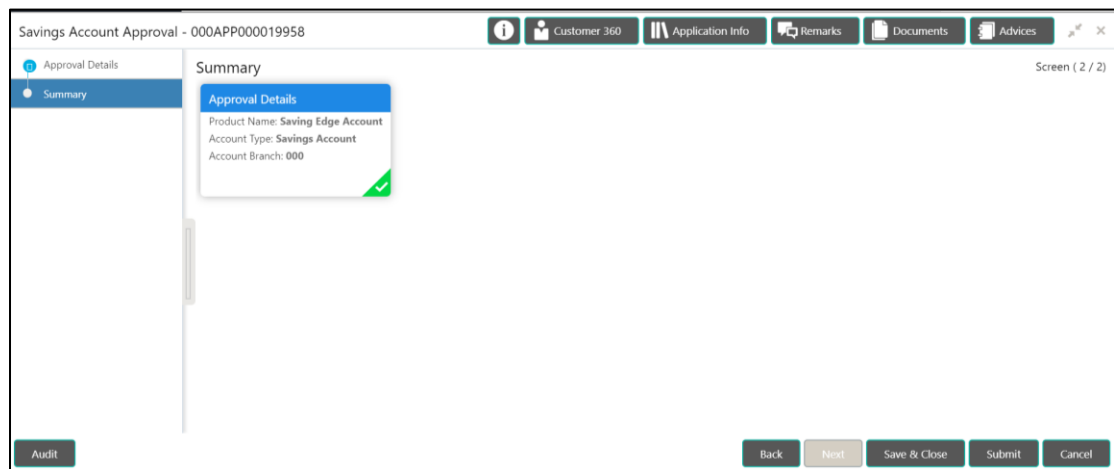 Savings Account Approval - 000APP000019958
Customer 360
Application Info
Remarks
Documents
Advices
Approval Details
Summary
Summary
Screen ( 2 / 2)
Approval Details
Product Name: Saving Edge Account
Account Type: Savings Account
Account Branch: 000
Audit
Back
Next
Save & Close
Submit
Cancel